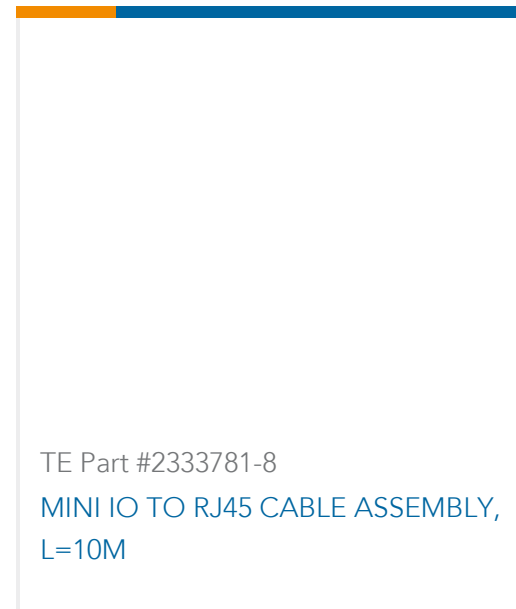 TE Part #2333781-8
MINI IO TO RJ45 CABLE ASSEMBLY,
L=10M